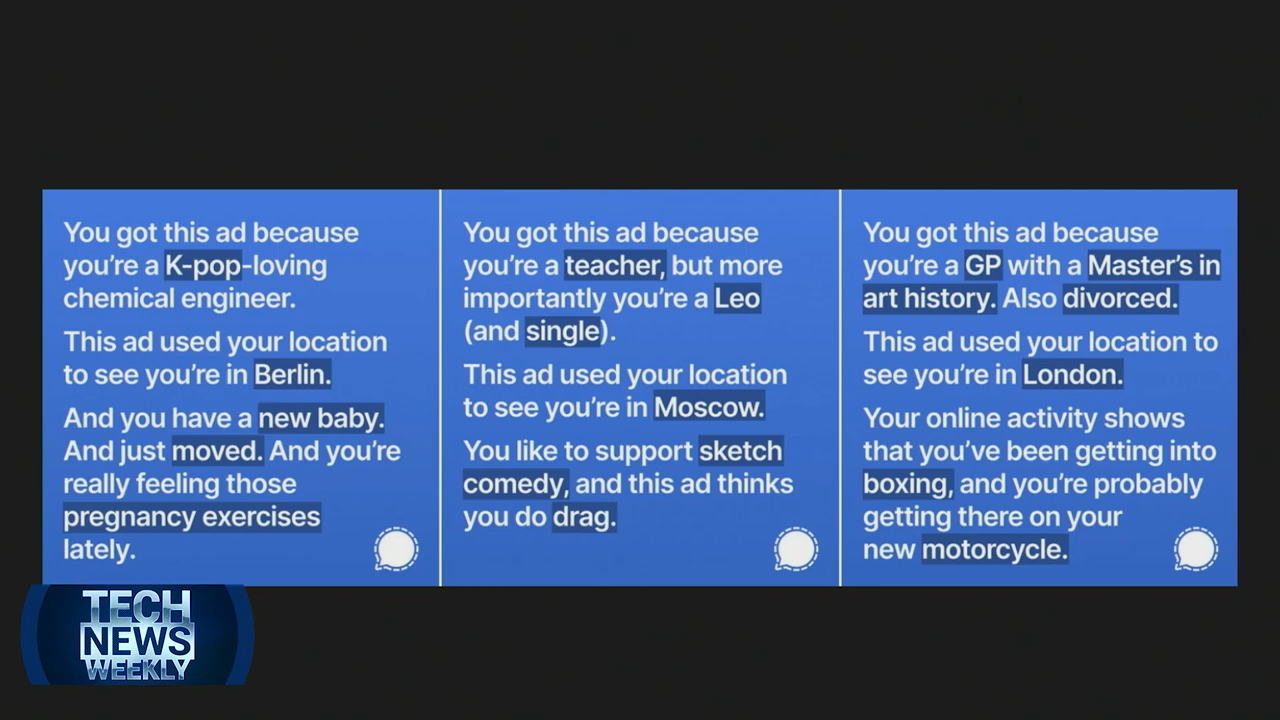 You got this ad because
you're a K-pop-loving
chemical engineer.
This ad used your location
to see you're in Berlin.
And you have a new baby.
And just moved. And you're
really feeling those
pregnancy exercises
lately.
You got this ad because
you're a teacher, but more
importantly you're a Leo
(and single).
This ad used your location
to see you're in Moscow.
You like to support sketch
comedy, and this ad thinks
you do drag.
You got this ad because
you're a GP with a Master's in
art history. Also divorced.
This ad used your location to
see you're in London.
Your online activity shows
that you've been getting into
boxing, and you're probably
getting there on your
new motorcycle.
TECH
NEWS
WEEKLY